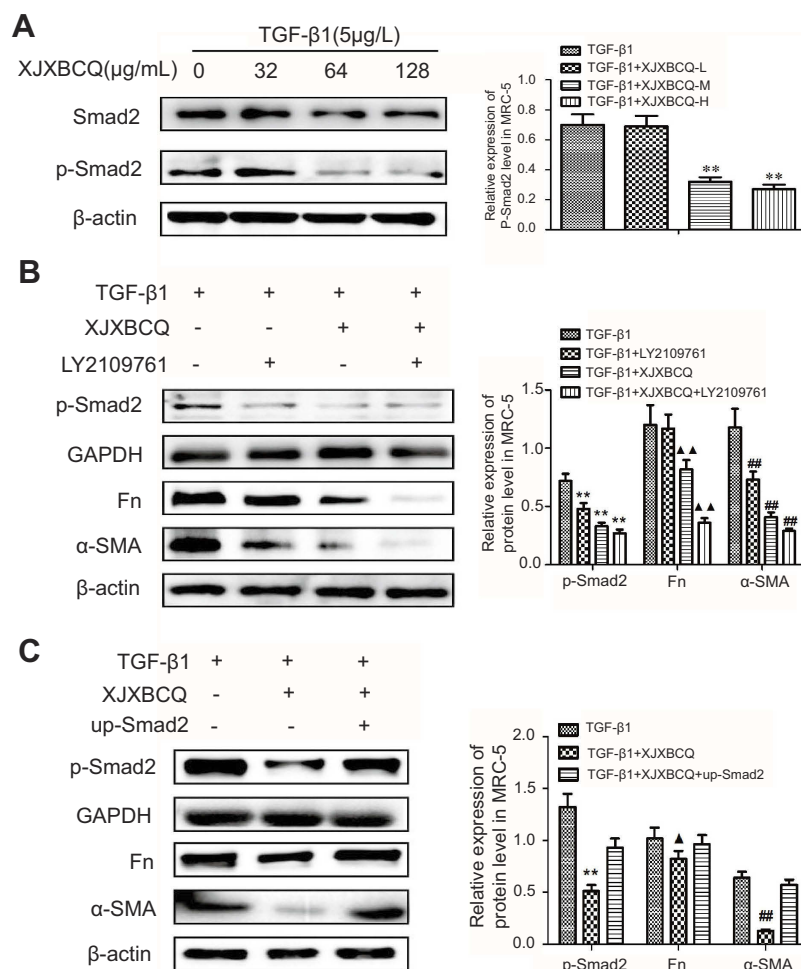 A
TGF-β1(5μg/L)
XJXBCQ(μg/mL) 0 32 64 128
Smad2
p-Smad2
β-actin
TGF-β1
TGF-β1+XJXBCQ-L
TGF-β1+XJXBCQ-M
TGF-β1+XJXBCQ-H
Relative expression of
P-Smad2 level in MRC-5
1.0
0.8
0.6
0.4
0.2
0.0
** **
B
TGF-β1 + + + +
XJXBCQ - - + +
LY2109761 - + - +
p-Smad2
GAPDH
Fn
α-SMA
β-actin
TGF-β1
TGF-β1+LY2109761
TGF-β1+XJXBCQ
TGF-β1+XJXBCQ+LY2109761
Relative expression of
protein level in MRC-5
1.5
1.0
0.5
0.0
** ** **
▲▲ ▲▲
## ## ##
p-Smad2 Fn α-SMA
C
TGF-β1 + + +
XJXBCQ - + +
up-Smad2 - - +
p-Smad2
GAPDH
Fn
α-SMA
β-actin
TGF-β1
TGF-β1+XJXBCQ
TGF-β1+XJXBCQ+up-Smad2
Relative expression of
protein level in MRC-5
2.0
1.5
1.0
0.5
0.0
** ▲ ##
p-Smad2 Fn α-SMA